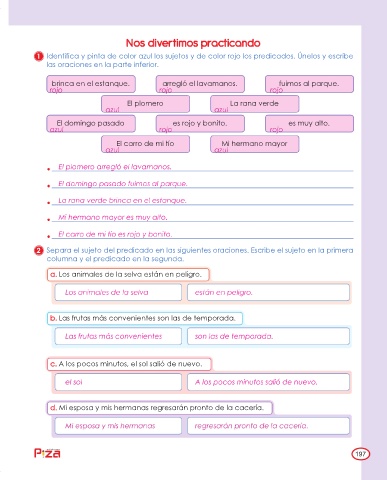 Nos divertimos practicando
1 Identifica y pinta de color azul los sujetos y de color rojo los predicados. Únelos y escribe
las oraciones en la parte inferior.
brinca en el estanque. arregló el lavamanos. fuimos al parque.
rojo rojo rojo
El plomero La rana verde
azul azul
El domingo pasado es rojo y bonito. es muy alto.
azul rojo rojo
El carro de mi tío Mi hermano mayor
azul azul
• El plomero arregló el lavamanos.
• El domingo pasado fuimos al parque.
• La rana verde brinca en el estanque.
• Mi hermano mayor es muy alto.
• El carro de mi tío es rojo y bonito.
2 Separa el sujeto del predicado en las siguientes oraciones. Escribe el sujeto en la primera
columna y el predicado en la segunda.
a. Los animales de la selva están en peligro.
Los animales de la selva están en peligro.
b. Las frutas más convenientes son las de temporada.
Las frutas más convenientes son las de temporada.
c. A los pocos minutos, el sol salió de nuevo.
el sol A los pocos minutos salió de nuevo.
d. Mi esposa y mis hermanas regresarán pronto de la cacería.
Mi esposa y mis hermanas regresarán pronto de la cacería.
Piza 197